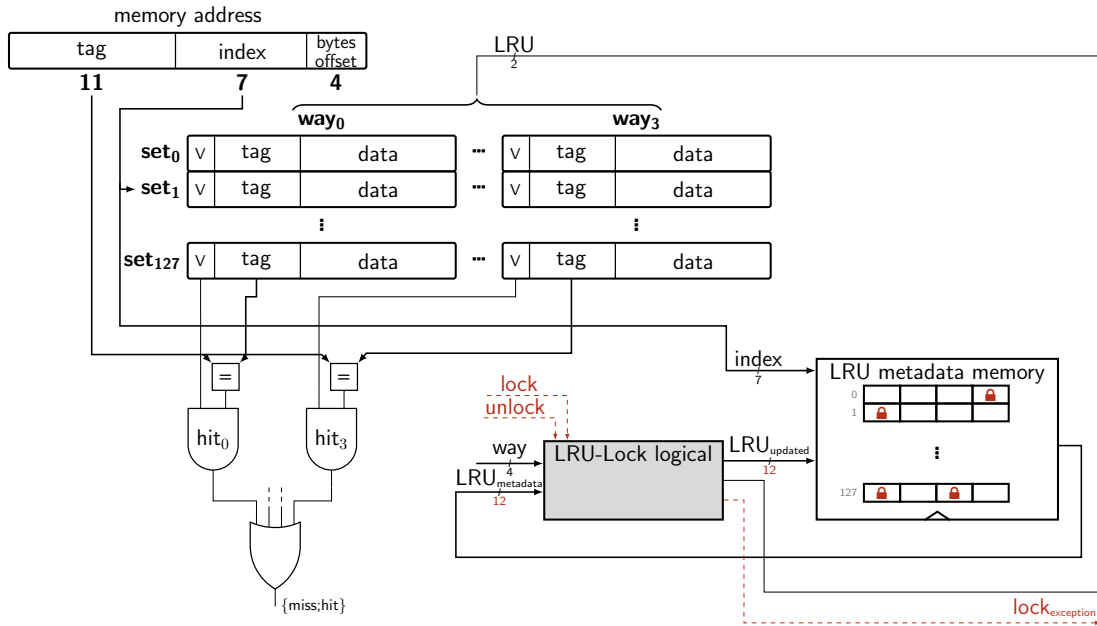 memory address
tag index bytes offset
11 7 4
LRU
2
way0 way3
set0 v tag data ... v tag data
set1 v tag data ... v tag data
⋮ ⋮
set127 v tag data ... v tag data
= =
hit0 hit3
{miss;hit}
index
7
LRU metadata memory
0
1
⋮
127
lock
unlock
way
4
LRUmetadata
12
LRU-Lock logical
LRUupdated
12
lockexception